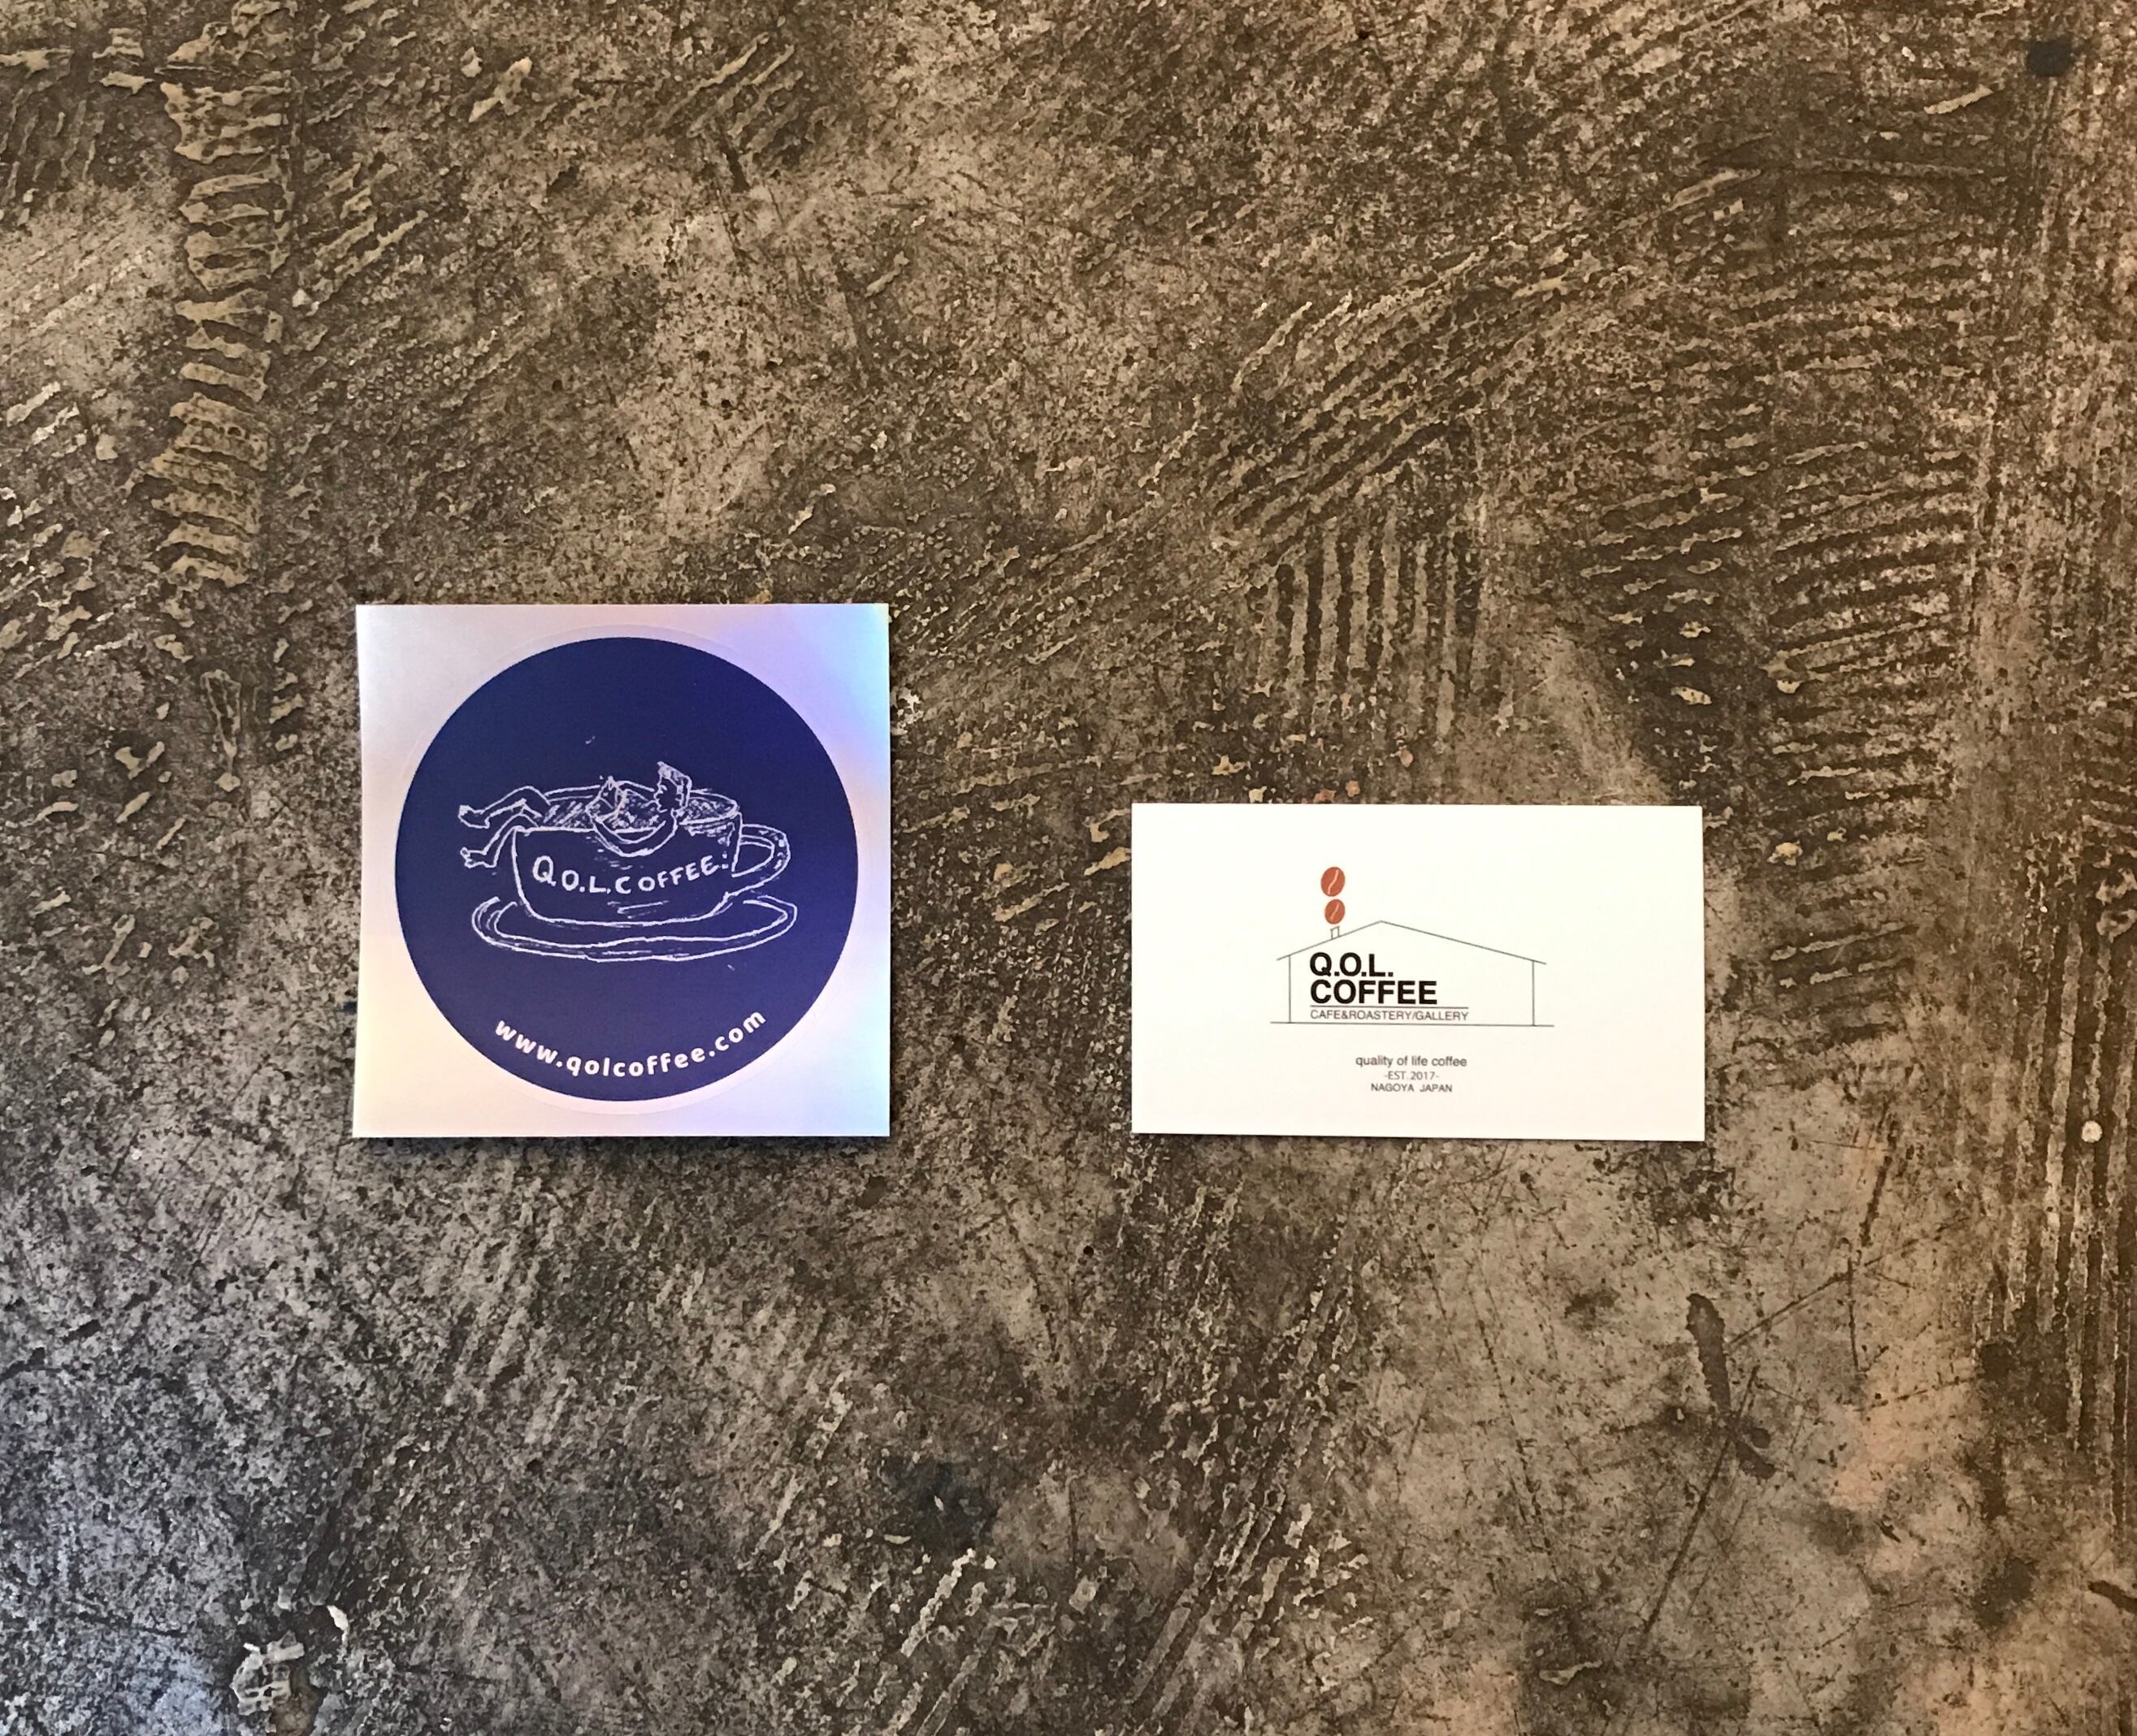 Q.O.L.COFFEE.
www.qolcoffee.com
Q.O.L.
COFFEE
CAFE&ROASTERY/GALLERY
quality of life coffee
-EST.2017-
NAGOYA JAPAN